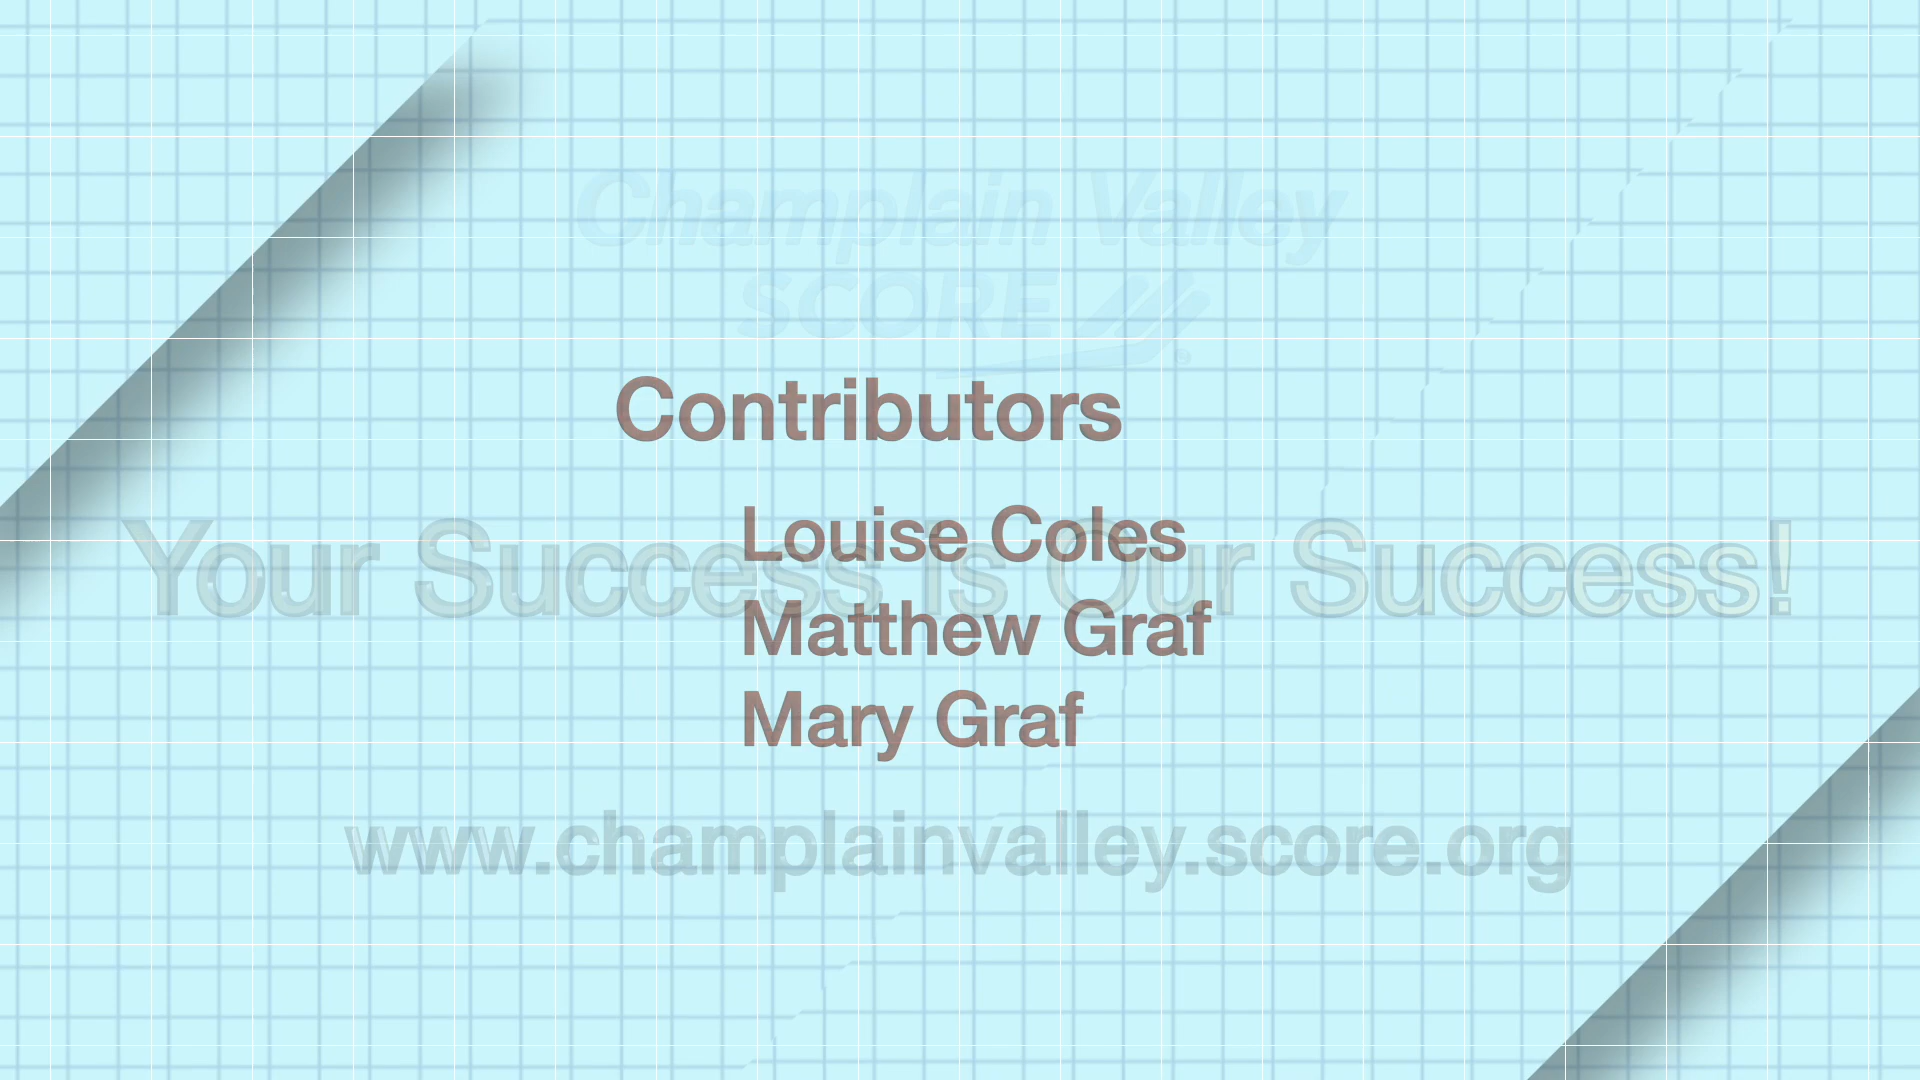 Champlain Valley
SCORE
®
Contributors
Louise Coles
Your Success is Our Success!
Matthew Graf
Mary Graf
www.champlainvalley.score.org